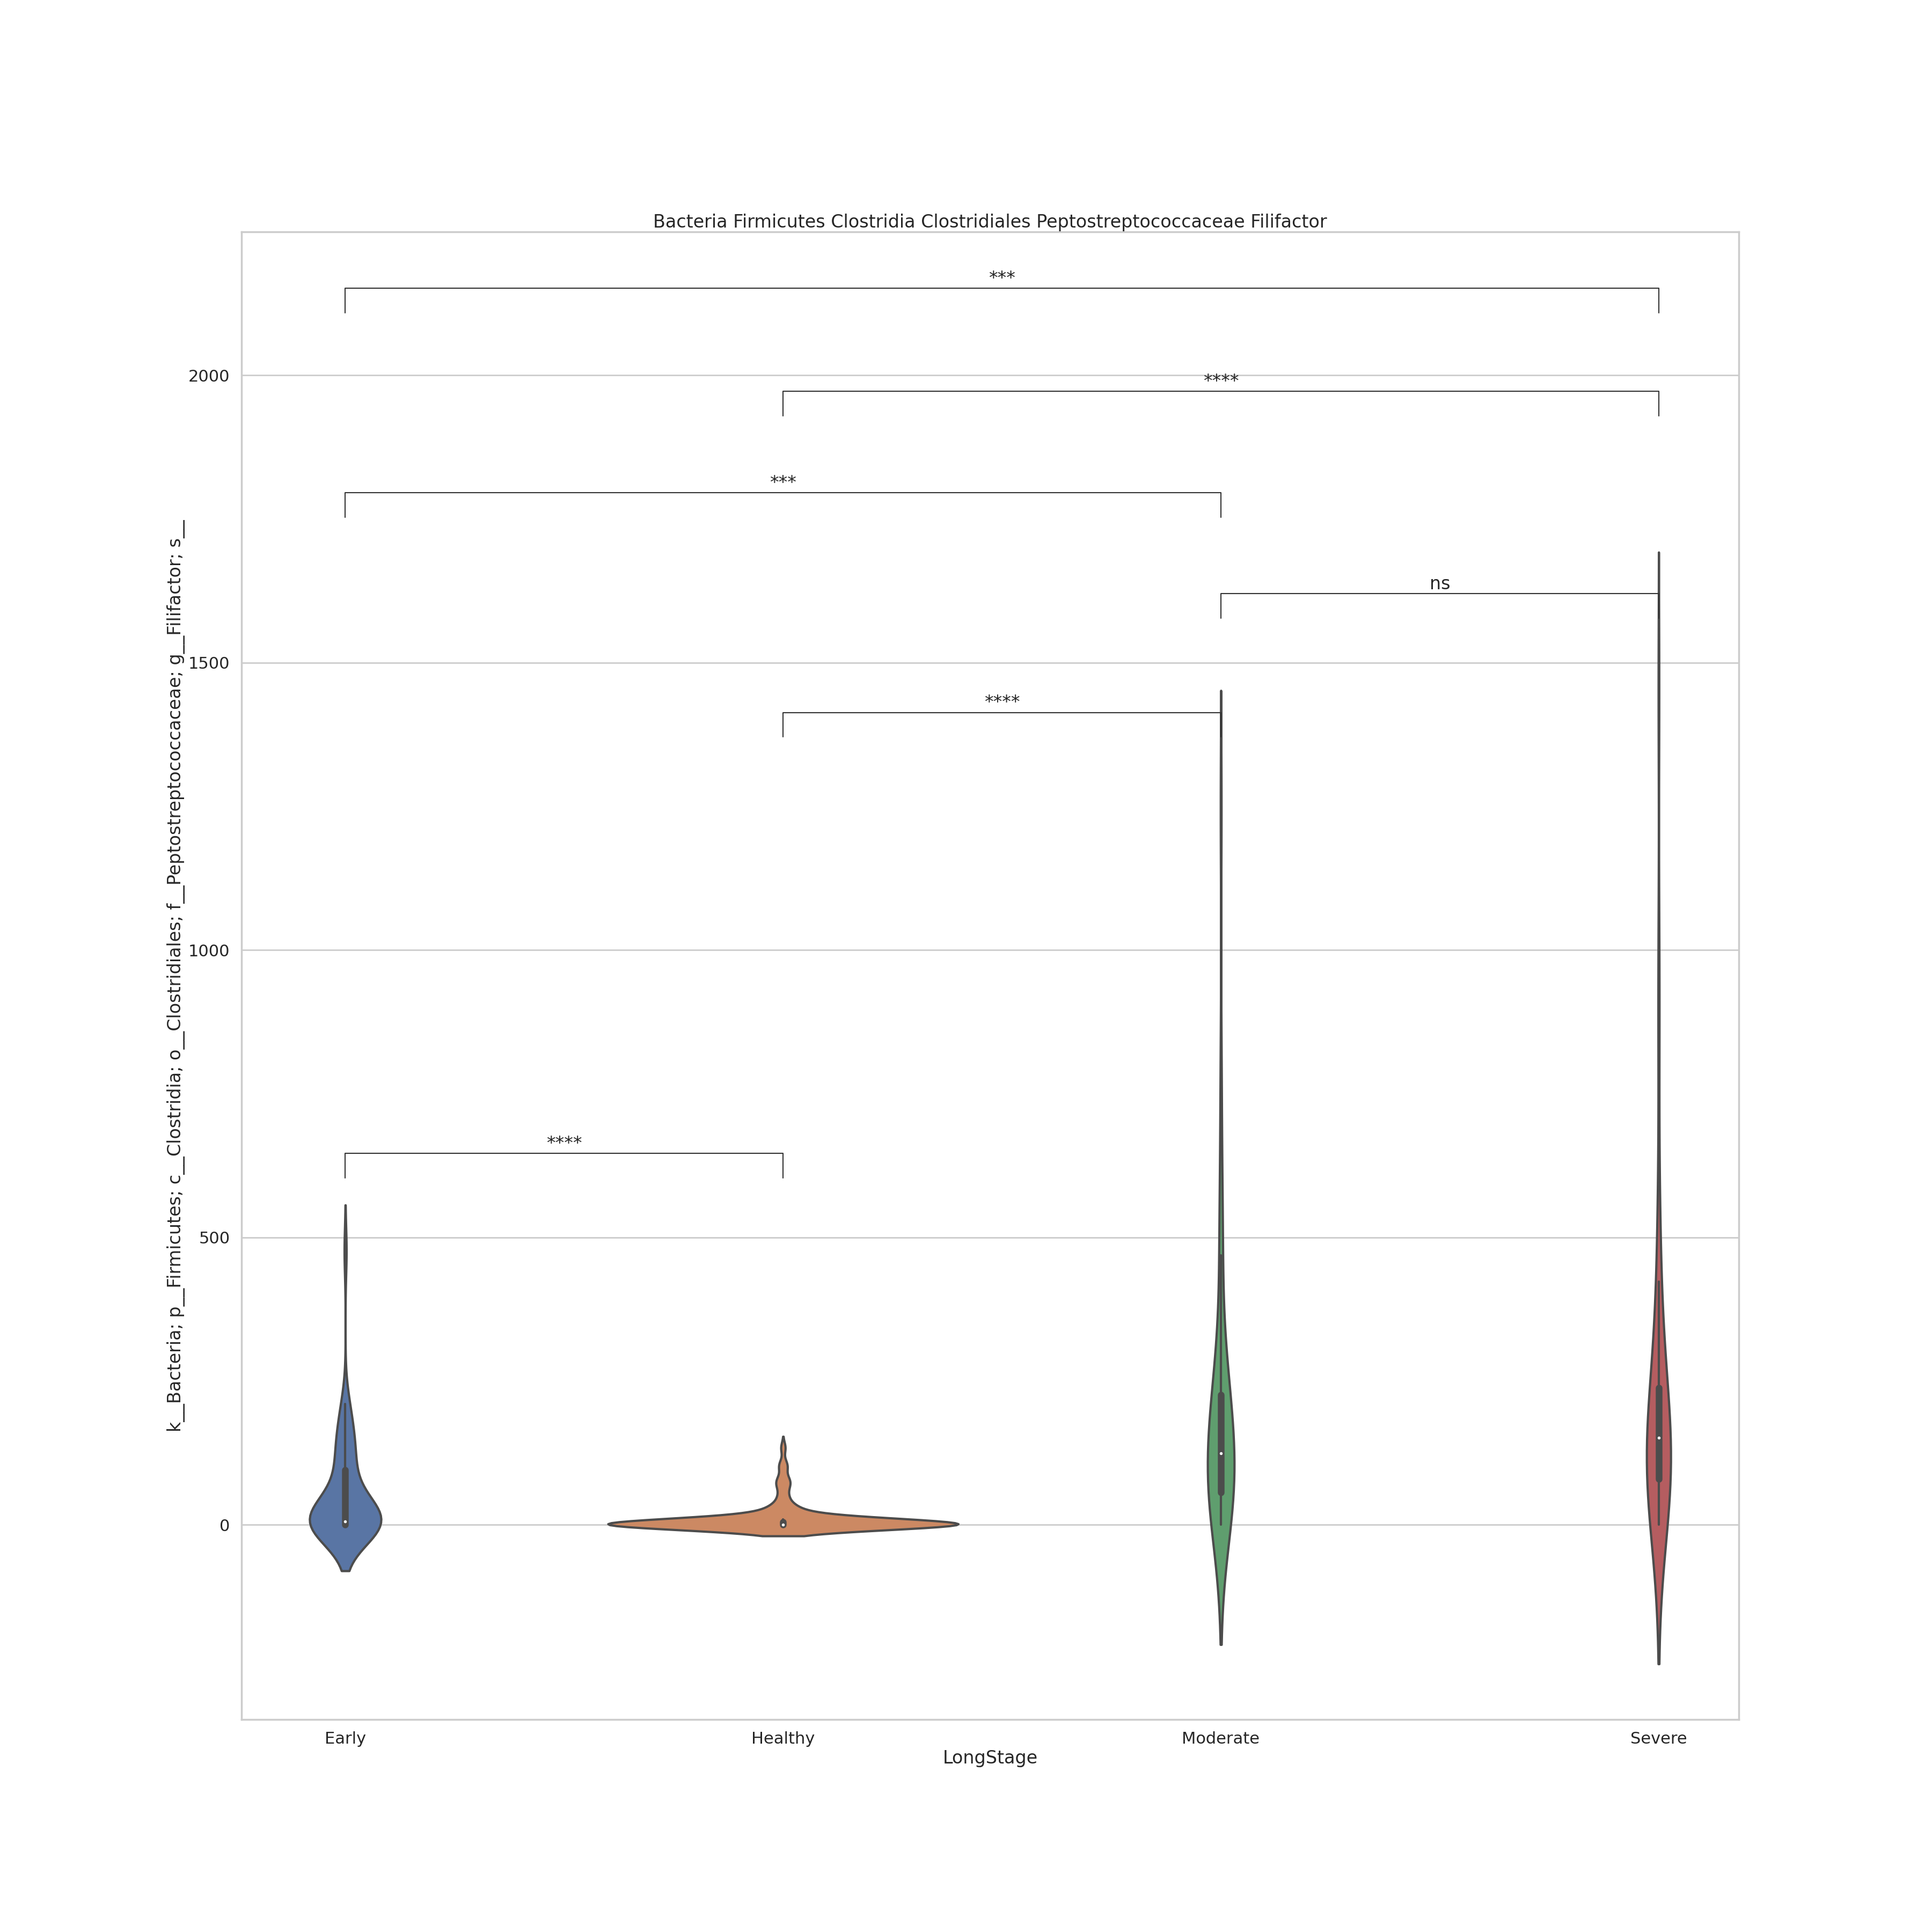 Bacteria Firmicutes Clostridia Clostridiales Peptostreptococcaceae Filifactor
***
2000
****
***
ns
1500
****
1000
****
500
0
k__Bacteria; p__Firmicutes; c__Clostridia; o__Clostridiales; f__Peptostreptococcaceae; g__Filifactor; s__
Early
Healthy
Moderate
Severe
LongStage